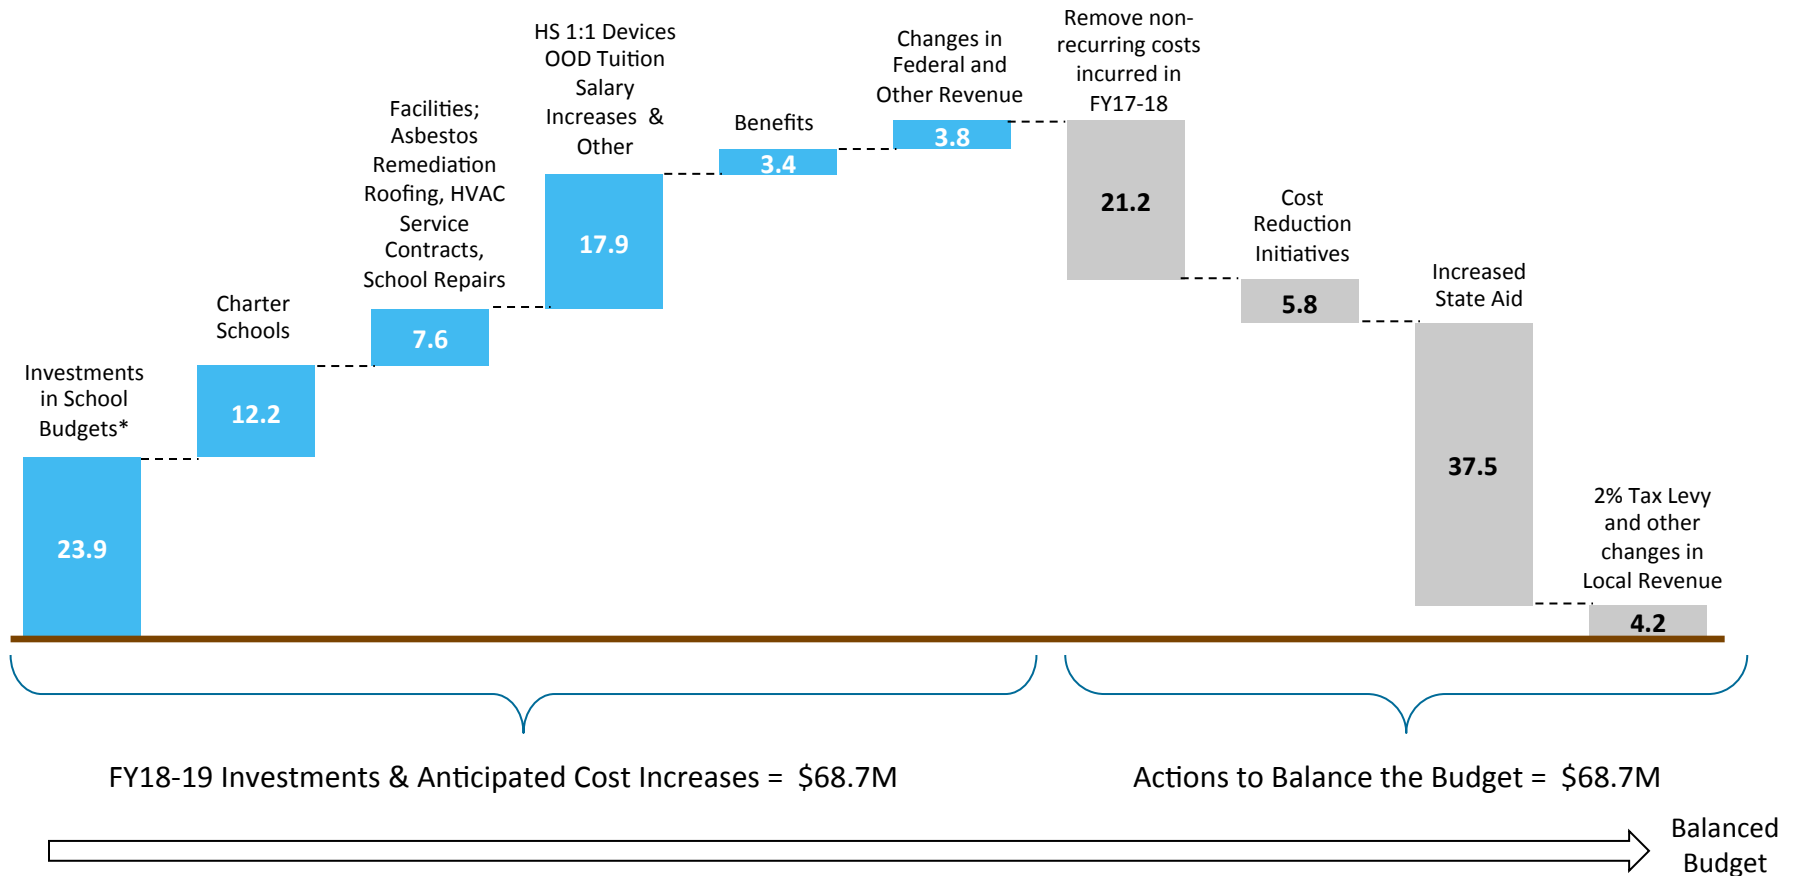 Investments
in School
Budgets*
23.9
Charter
Schools
12.2
Facilities;
Asbestos
Remediation
Roofing, HVAC
Service
Contracts,
School Repairs
7.6
HS 1:1 Devices
OOD Tuition
Salary
Increases &
Other
17.9
Benefits
3.4
Changes in
Federal and
Other Revenue
3.8
Remove non-
recurring costs
incurred in
FY17-18
21.2
Cost
Reduction
Initiatives
5.8
Increased
State Aid
37.5
2% Tax Levy
and other
changes in
Local Revenue
4.2
FY18-19 Investments & Anticipated Cost Increases = $68.7M
Actions to Balance the Budget = $68.7M
Balanced
Budget